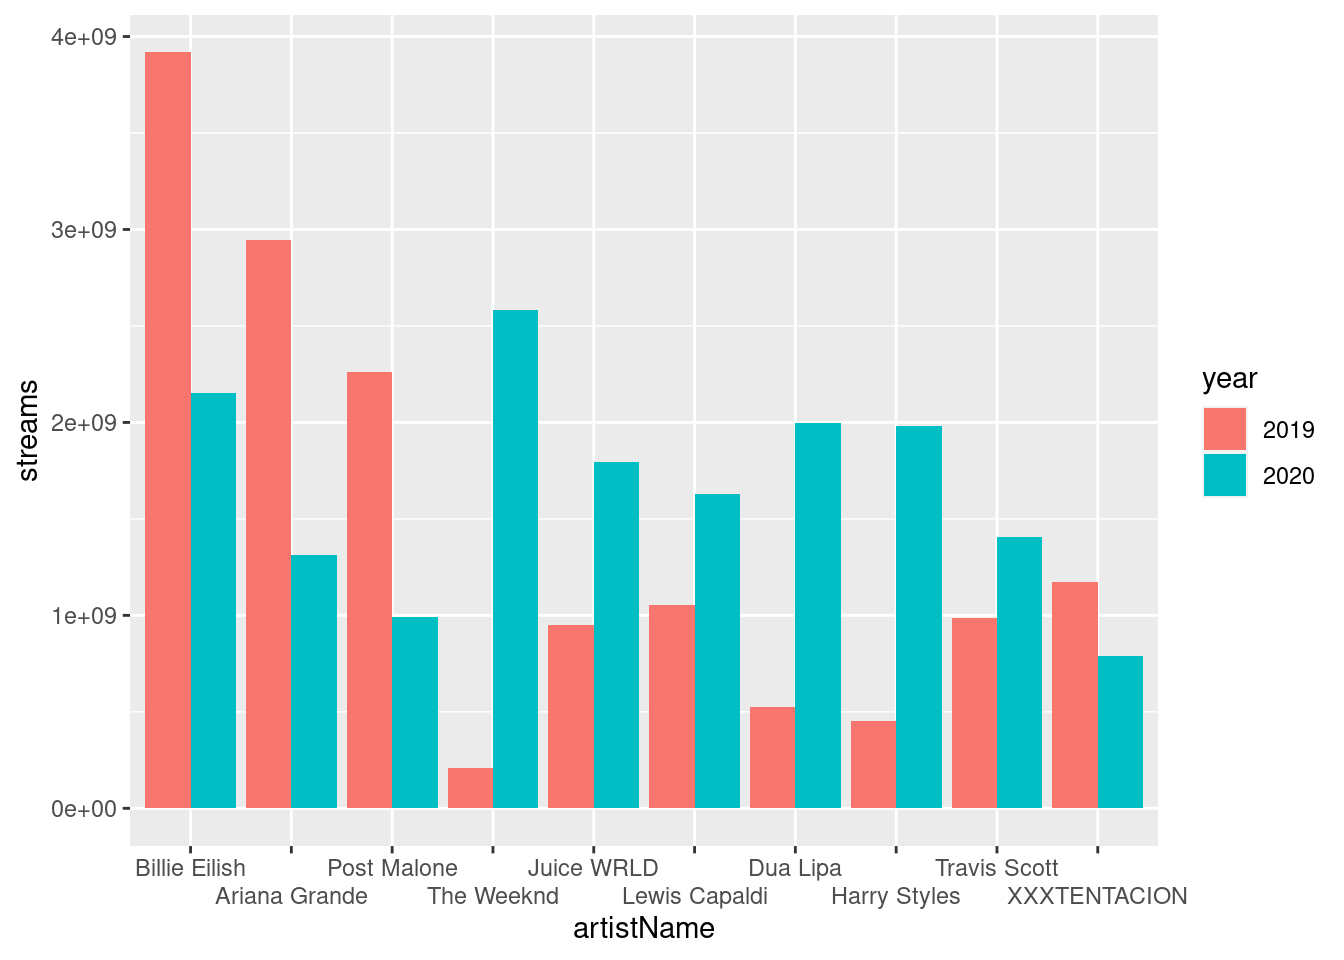 4e+09
3e+09
2e+09
1e+09
0e+00
streams
Billie Eilish
Ariana Grande
Post Malone
The Weeknd
Juice WRLD
Lewis Capaldi
Dua Lipa
Harry Styles
Travis Scott
XXXTENTACION
artistName
year
2019
2020